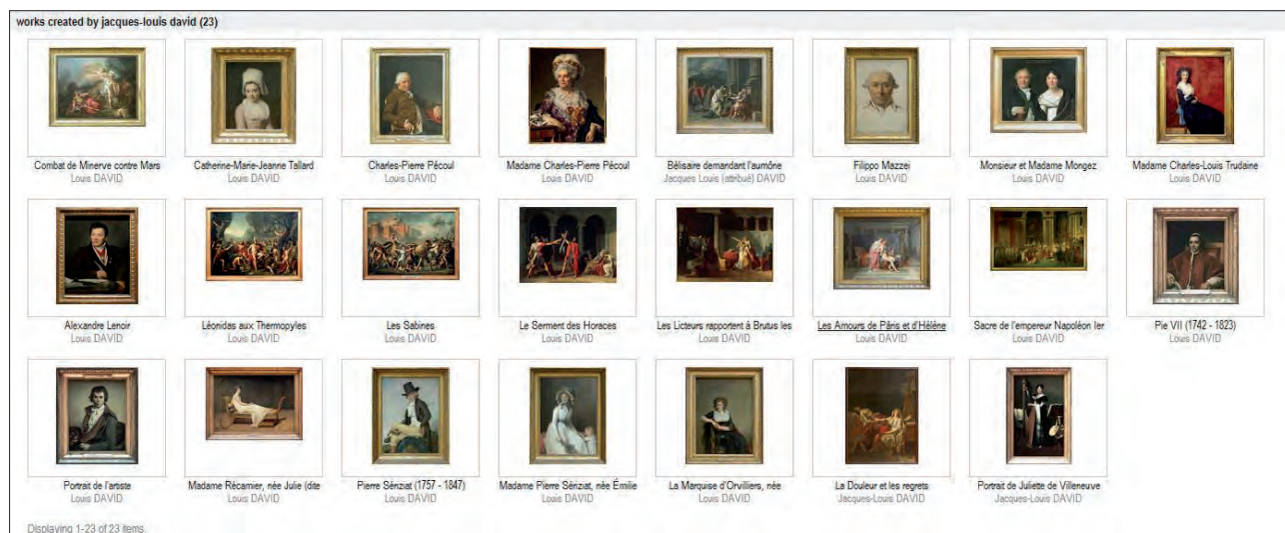 works created by jacques-louis david (23)
Combat de Minerve contre Mars
Louis DAVID
Catherine-Marie-Jeanne Tallard
Louis DAVID
Charles-Pierre Pécoul
Louis DAVID
Madame Charles-Pierre Pécoul
Louis DAVID
Bélisaire demandant l'aumône
Jacques Louis (attribué) DAVID
Filippo Mazzei
Louis DAVID
Monsieur et Madame Mongez
Louis DAVID
Madame Charles-Louis Trudaine
Louis DAVID
Alexandre Lenoir
Louis DAVID
Léonidas aux Thermopyles
Louis DAVID
Les Sabines
Louis DAVID
Le Serment des Horaces
Louis DAVID
Les Licteurs rapportent à Brutus les
Louis DAVID
Les Amours de Pâris et d'Hélène
Louis DAVID
Sacre de l'empereur Napoléon Ier
Louis DAVID
Pie VII (1742 - 1823)
Louis DAVID
Portrait de l'artiste
Louis DAVID
Madame Récamier, née Julie (dite
Louis DAVID
Pierre Sériziat (1757 - 1847)
Louis DAVID
Madame Pierre Sériziat, née Émilie
Louis DAVID
La Marquise d'Orvilliers, née
Louis DAVID
La Douleur et les regrets
Jacques-Louis DAVID
Portrait de Juliette de Villeneuve
Jacques-Louis DAVID
Displaying 1-23 of 23 items.